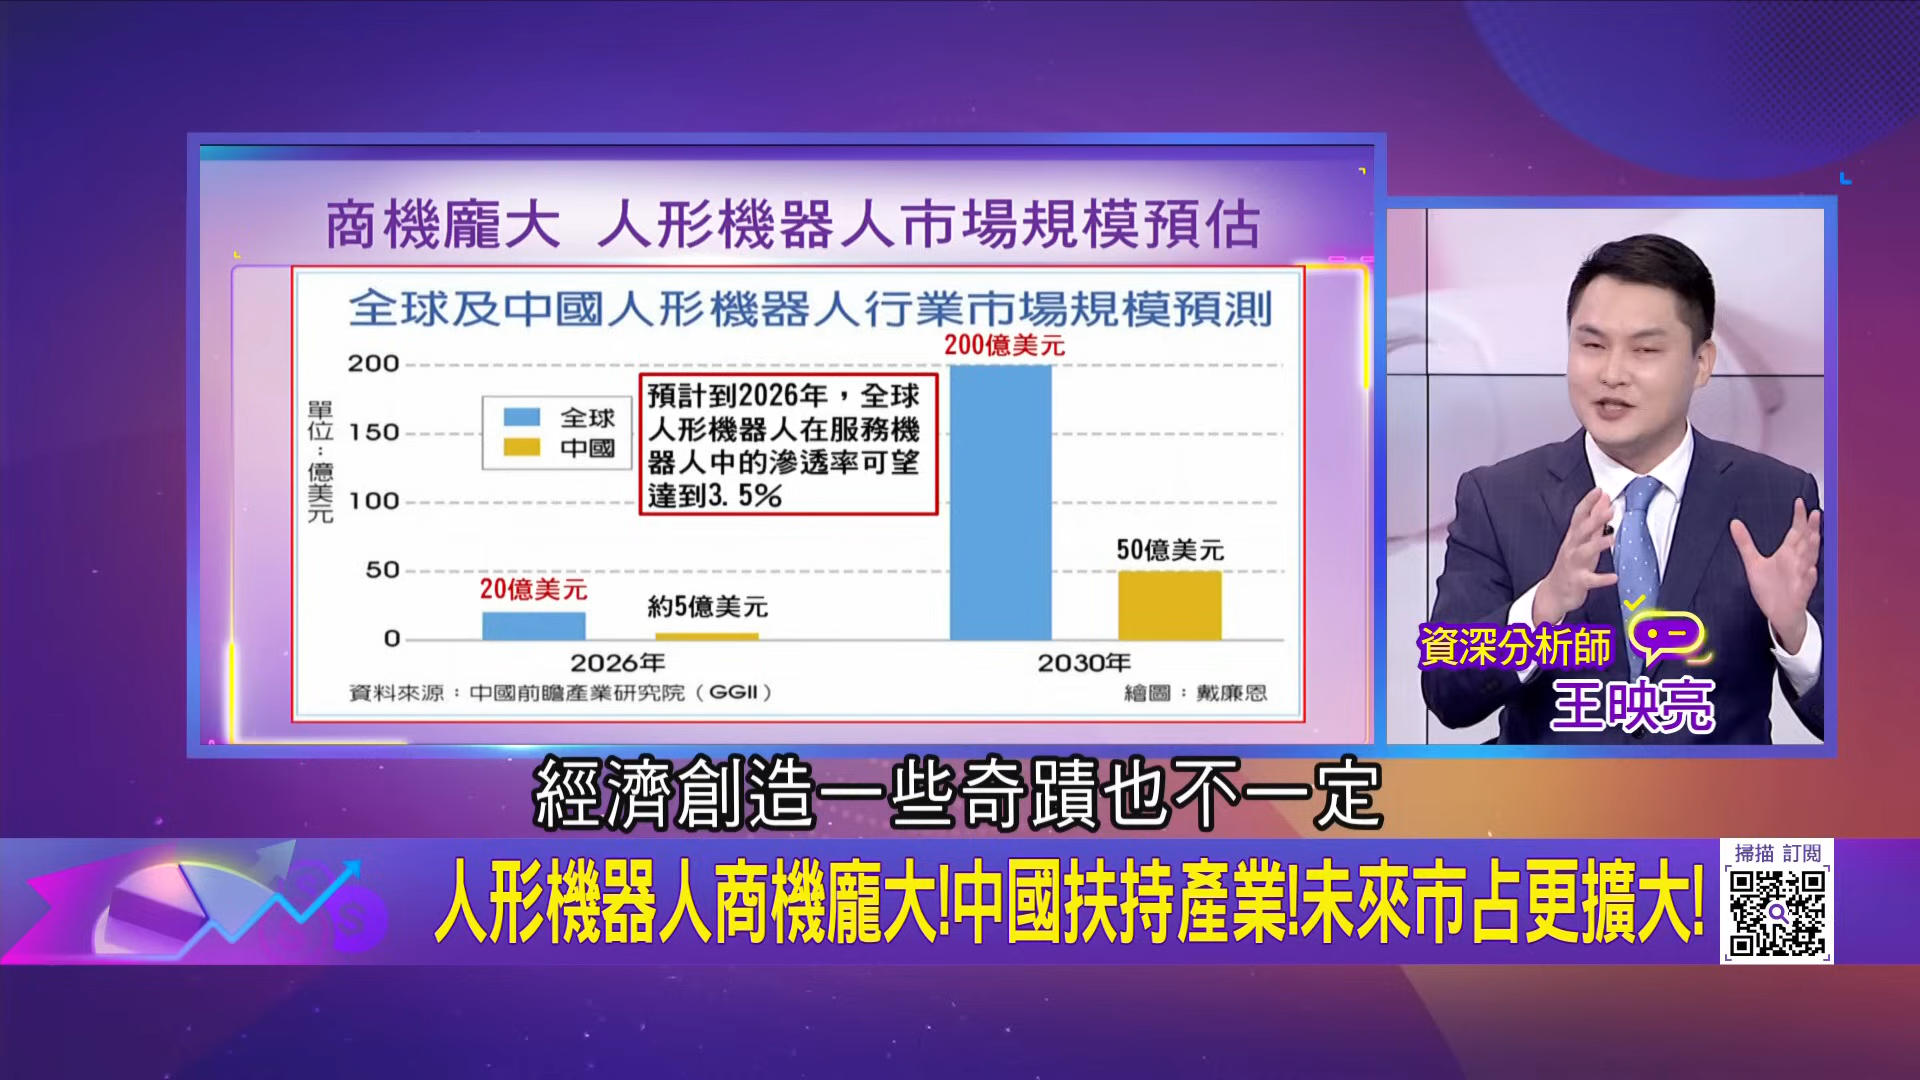 商機龐大 人形機器人市場規模預估
全球及中國人形機器人行業市場規模預測
單位：億美元
200
150
100
50
0
全球
中國
預計到2026年，全球
人形機器人在服務機
器人中的滲透率可望
達到3.5%
20億美元
約5億美元
200億美元
50億美元
2026年
2030年
資料來源：中國前瞻產業研究院（GGII）
繪圖：戴廉恩
資深分析師
王映亮
經濟創造一些奇蹟也不一定
人形機器人商機龐大!中國扶持產業!未來市占更擴大!
掃描 訂閱